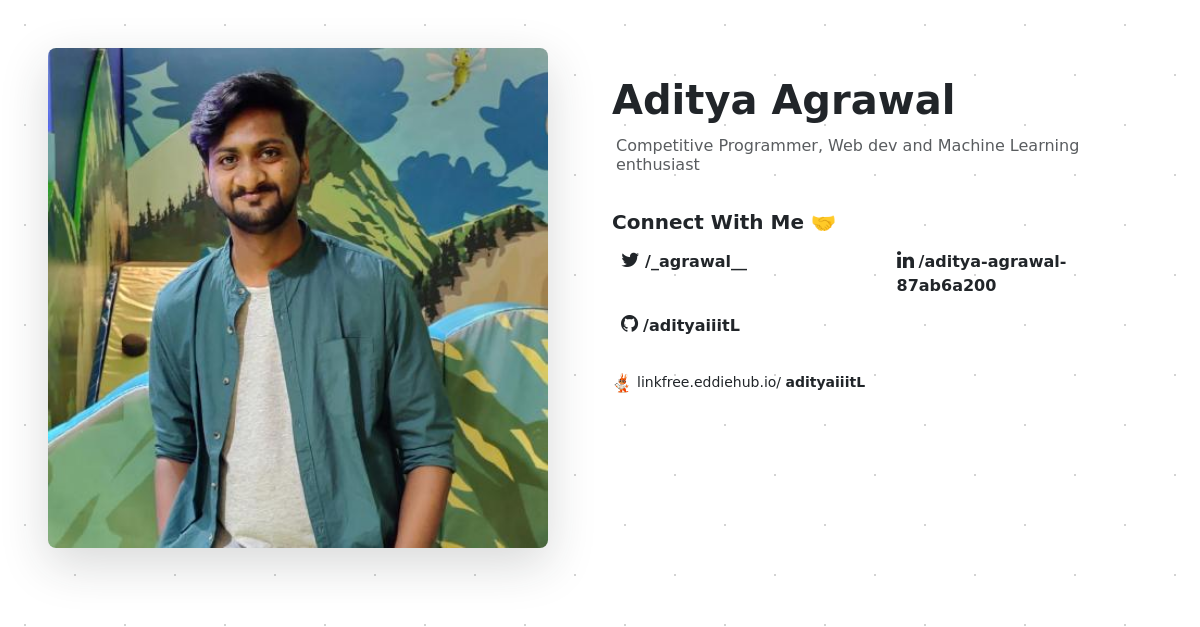 Aditya Agrawal
Competitive Programmer, Web dev and Machine Learning
enthusiast
Connect With Me 🤝
/_agrawal__
/aditya-agrawal-
87ab6a200
/adityaiiitL
linkfree.eddiehub.io/ adityaiiitL